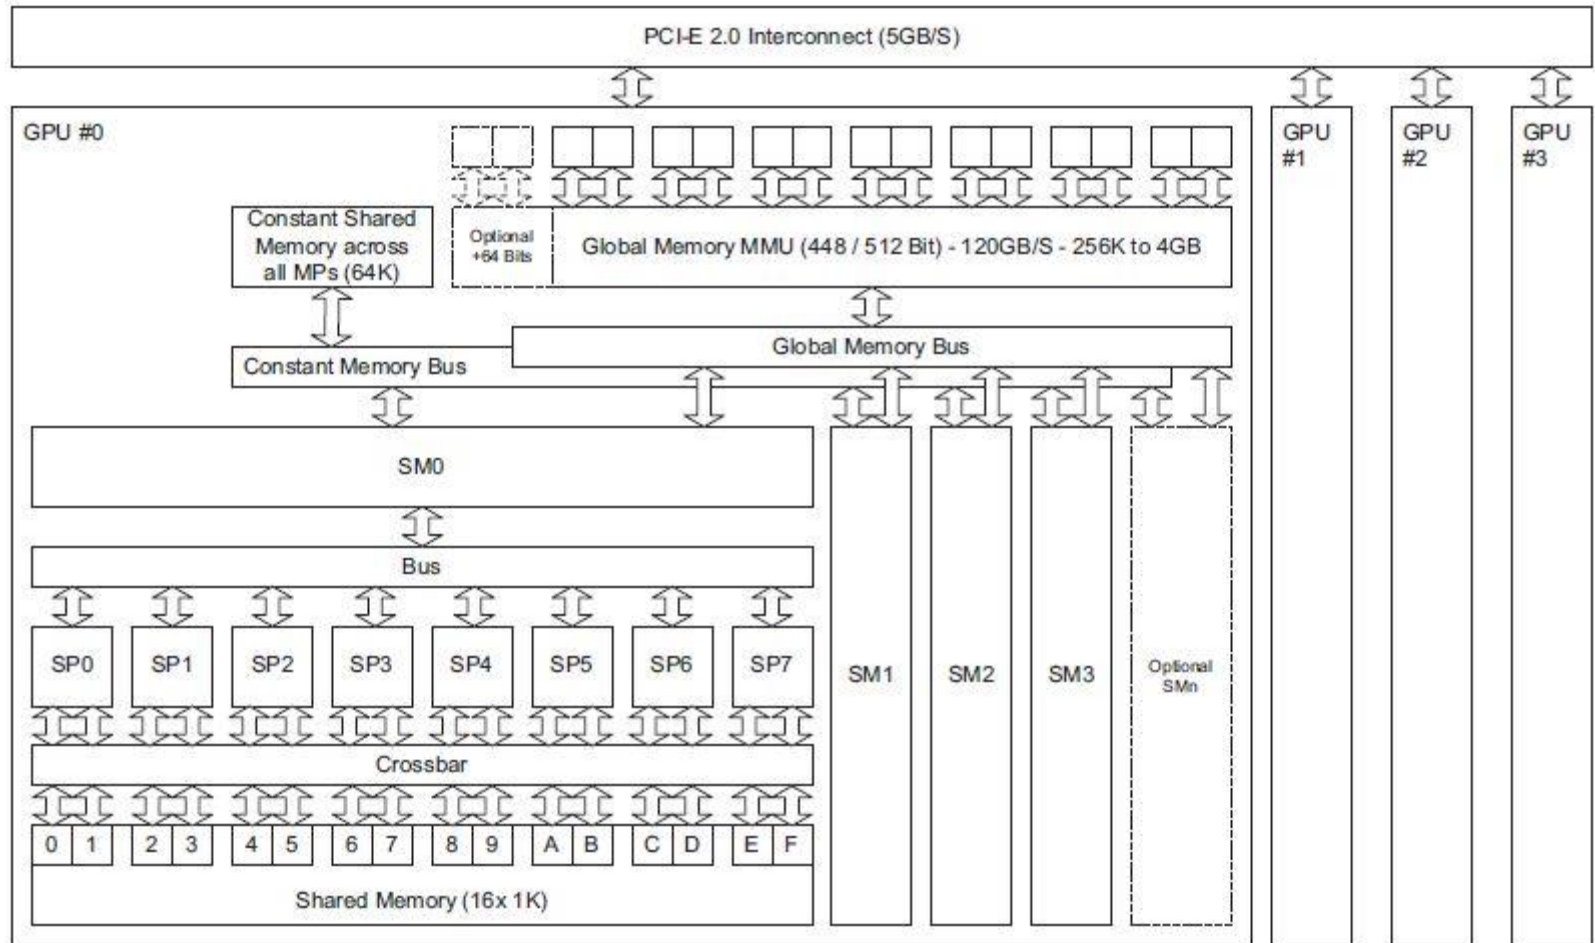 PCI-E 2.0 Interconnect (5GB/S)
GPU #0
GPU
#1
GPU
#2
GPU
#3
Constant Shared
Memory across
all MPs (64K)
Optional
+64 Bits
Global Memory MMU (448 / 512 Bit) - 120GB/S - 256K to 4GB
Global Memory Bus
Constant Memory Bus
SM0
Bus
SP0
SP1
SP2
SP3
SP4
SP5
SP6
SP7
SM1
SM2
SM3
Optional
SMn
Crossbar
0 1 2 3 4 5 6 7 8 9 A B C D E F
Shared Memory (16x 1K)